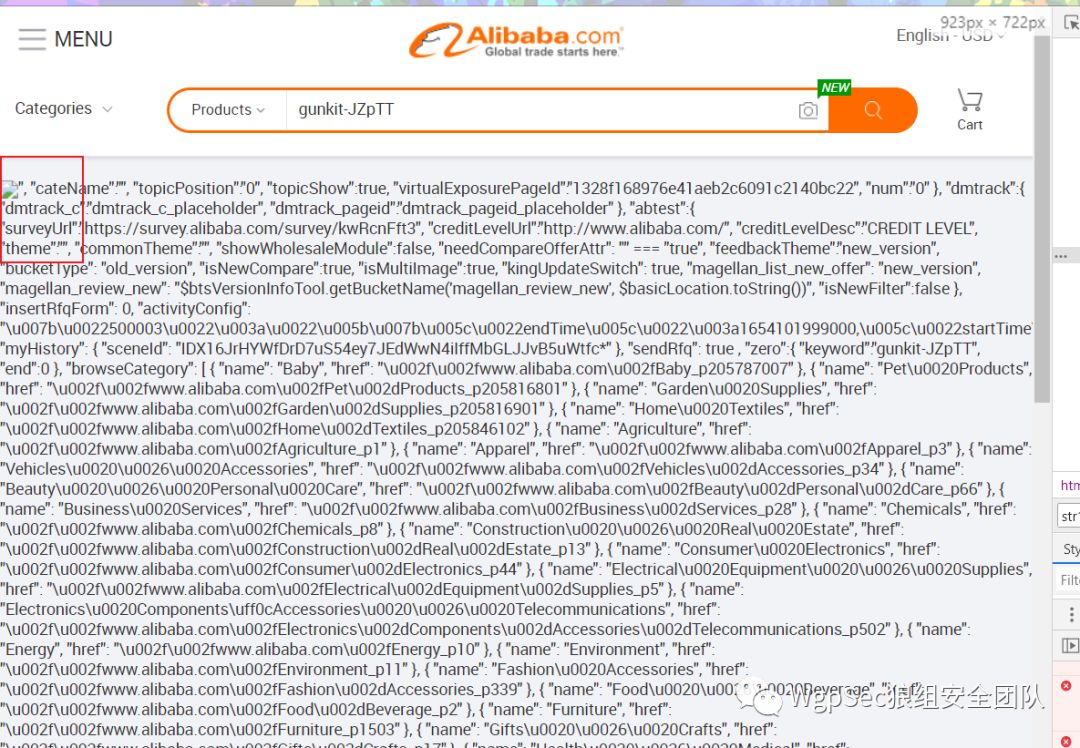 923px × 722px
MENU
Alibaba.com
Global trade starts here.™
English - USD
Categories
Products
gunkit-JZpTT
NEW
Cart
", "cateName":"", "topicPosition":"0", "topicShow":true, "virtualExposurePageId":"1328f168976e41aeb2c6091c2140bc22", "num":"0" }, "dmtrack":{
"dmtrack_c":"dmtrack_c_placeholder", "dmtrack_pageid":"dmtrack_pageid_placeholder" }, "abtest":{
"surveyUrl":"https://survey.alibaba.com/survey/kwRcnFft3", "creditLevelUrl":"http://www.alibaba.com/", "creditLevelDesc":"CREDIT LEVEL",
"theme":"", "commonTheme":"", "showWholesaleModule":false, "needCompareOfferAttr": "" === "true", "feedbackTheme":"new_version",
"bucketType": "old_version", "isNewCompare":true, "isMultiImage":true, "kingUpdateSwitch": true, "magellan_list_new_offer": "new_version",
"magellan_review_new": "$btsVersionInfoTool.getBucketName('magellan_review_new', $basicLocation.toString())", "isNewFilter":false },
"insertRfqForm": 0, "activityConfig":
"\u007b\u0022500003\u0022\u003a\u0022\u005b\u007b\u005c\u0022endTime\u005c\u0022\u003a1654101999000,\u005c\u0022startTime
"myHistory": { "sceneId": "IDX16JrHYWfDrD7uS54ey7JEdWwN4iIffMbGLJJvB5uWtfc*" }, "sendRfq": true , "zero":{ "keyword":"gunkit-JZpTT",
"end":0 }, "browseCategory": [ { "name": "Baby", "href": "\u002f\u002fwww.alibaba.com\u002fBaby_p205787007" }, { "name": "Pet\u0020Products",
"href": "\u002f\u002fwww.alibaba.com\u002fPet\u002dProducts_p205816801" }, { "name": "Garden\u0020Supplies", "href":
"\u002f\u002fwww.alibaba.com\u002fGarden\u002dSupplies_p205816901" }, { "name": "Home\u0020Textiles", "href":
"\u002f\u002fwww.alibaba.com\u002fHome\u002dTextiles_p205846102" }, { "name": "Agriculture", "href":
"\u002f\u002fwww.alibaba.com\u002fAgriculture_p1" }, { "name": "Apparel", "href": "\u002f\u002fwww.alibaba.com\u002fApparel_p3" }, { "name":
"Vehicles\u0020\u0026\u0020Accessories", "href": "\u002f\u002fwww.alibaba.com\u002fVehicles\u002dAccessories_p34" }, { "name":
"Beauty\u0020\u0026\u0020Personal\u0020Care", "href": "\u002f\u002fwww.alibaba.com\u002fBeauty\u002dPersonal\u002dCare_p66" }, {
"name": "Business\u0020Services", "href": "\u002f\u002fwww.alibaba.com\u002fBusiness\u002dServices_p28" }, { "name": "Chemicals", "href":
"\u002f\u002fwww.alibaba.com\u002fChemicals_p8" }, { "name": "Construction\u0020\u0026\u0020Real\u0020Estate", "href":
"\u002f\u002fwww.alibaba.com\u002fConstruction\u002dReal\u002dEstate_p13" }, { "name": "Consumer\u0020Electronics", "href":
"\u002f\u002fwww.alibaba.com\u002fConsumer\u002dElectronics_p44" }, { "name": "Electrical\u0020Equipment\u0020\u0026\u0020Supplies",
"href": "\u002f\u002fwww.alibaba.com\u002fElectrical\u002dEquipment\u002dSupplies_p5" }, { "name":
"Electronics\u0020Components\uff0cAccessories\u0020\u0026\u0020Telecommunications", "href":
"\u002f\u002fwww.alibaba.com\u002fElectronics\u002dComponents\u002dAccessories\u002dTelecommunications_p502" }, { "name":
"Energy", "href": "\u002f\u002fwww.alibaba.com\u002fEnergy_p10" }, { "name": "Environment", "href":
"\u002f\u002fwww.alibaba.com\u002fEnvironment_p11" }, { "name": "Fashion\u0020Accessories", "href":
"\u002f\u002fwww.alibaba.com\u002fFashion\u002dAccessories_p339" }, { "name": "Food\u0020\u0026\u0020Beverage", "href":
"\u002f\u002fwww.alibaba.com\u002fFood\u002dBeverage_p2" }, { "name": "Furniture", "href":
"\u002f\u002fwww.alibaba.com\u002fFurniture_p1503" }, { "name": "Gifts\u0020\u0026\u0020Crafts", "href":
"\u002f\u002fwww.alibaba.com\u002fGifts\u002dCrafts_p17" }, { "name": "Health\u0020\u0026\u0020Medical", "href":
htm
str
Sty
Filte
WgpSec狼组安全团队